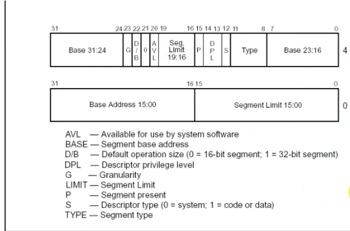 31 24 23 22 21 20 19 16 15 14 13 12 11 8 7 0
Base 31:24 G D/B 0 AVL Seg. Limit 19:16 P DPL S Type Base 23:16 4
31 16 15 0
Base Address 15:00 Segment Limit 15:00 0
AVL — Available for use by system software
BASE — Segment base address
D/B — Default operation size (0 = 16-bit segment; 1 = 32-bit segment)
DPL — Descriptor privilege level
G — Granularity
LIMIT — Segment Limit
P — Segment present
S — Descriptor type (0 = system; 1 = code or data)
TYPE — Segment type